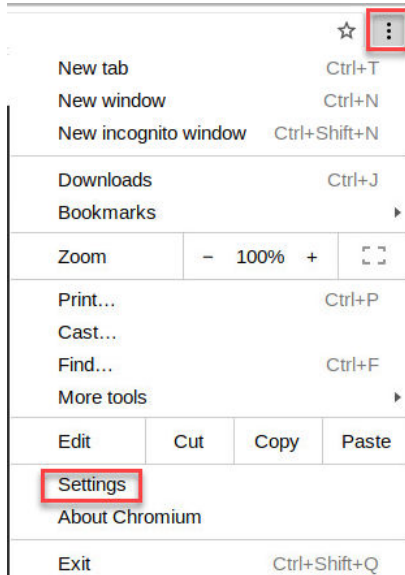 New tab Ctrl+T
New window Ctrl+N
New incognito window Ctrl+Shift+N
Downloads Ctrl+J
Bookmarks
Zoom - 100% +
Print... Ctrl+P
Cast...
Find... Ctrl+F
More tools
Edit Cut Copy Paste
Settings
About Chromium
Exit Ctrl+Shift+Q